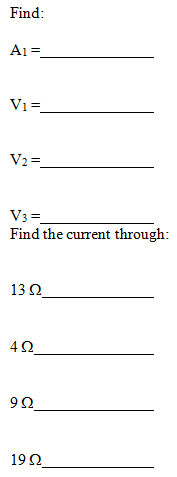 Find:
A₁ =
V₁ =
V₂ =
V₃ =
Find the current through:
13 Ω
4 Ω
9 Ω
19 Ω